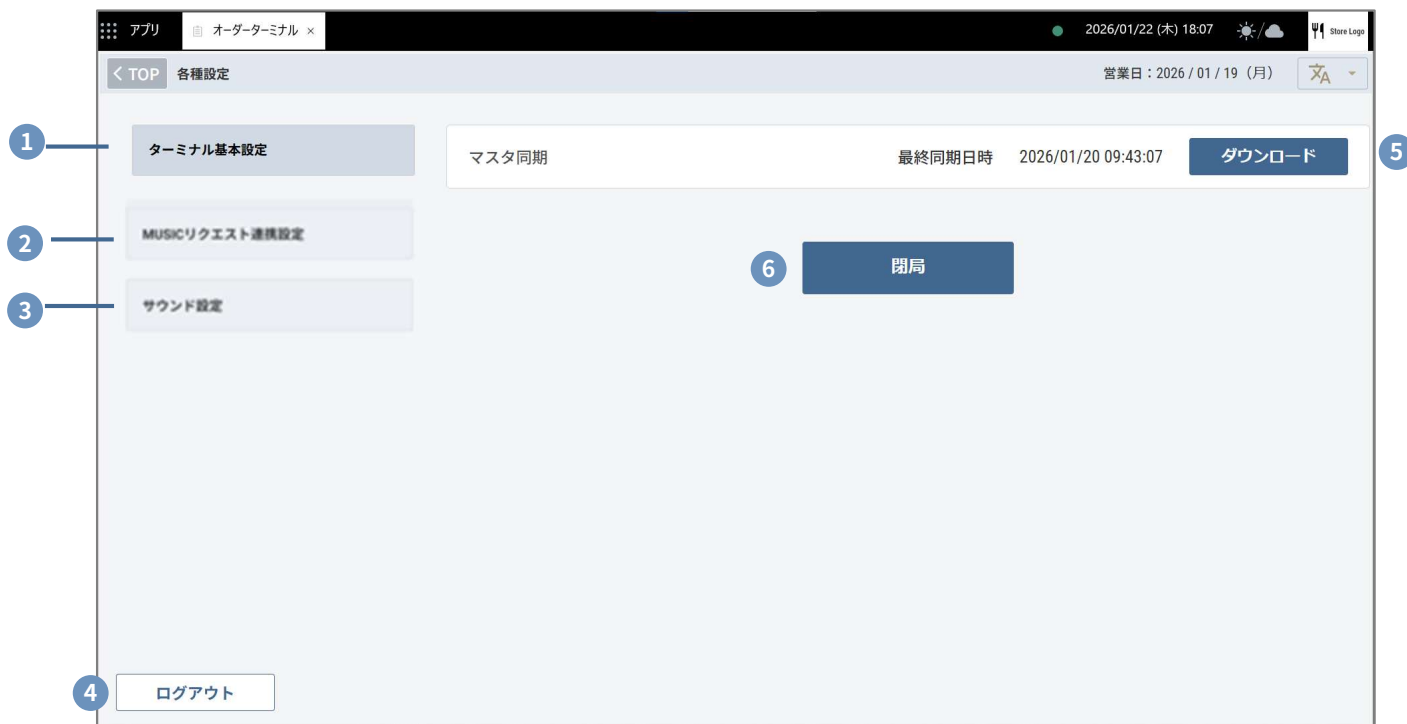 アプリ オーダーターミナル × 2026/01/22 (木) 18:07 Store Logo
< TOP 各種設定 営業日：2026 / 01 / 19（月） 文A
1 ターミナル基本設定 マスタ同期 最終同期日時 2026/01/20 09:43:07 ダウンロード 5
2 MUSICリクエスト連携設定
6 閉局
3 サウンド設定
4 ログアウト